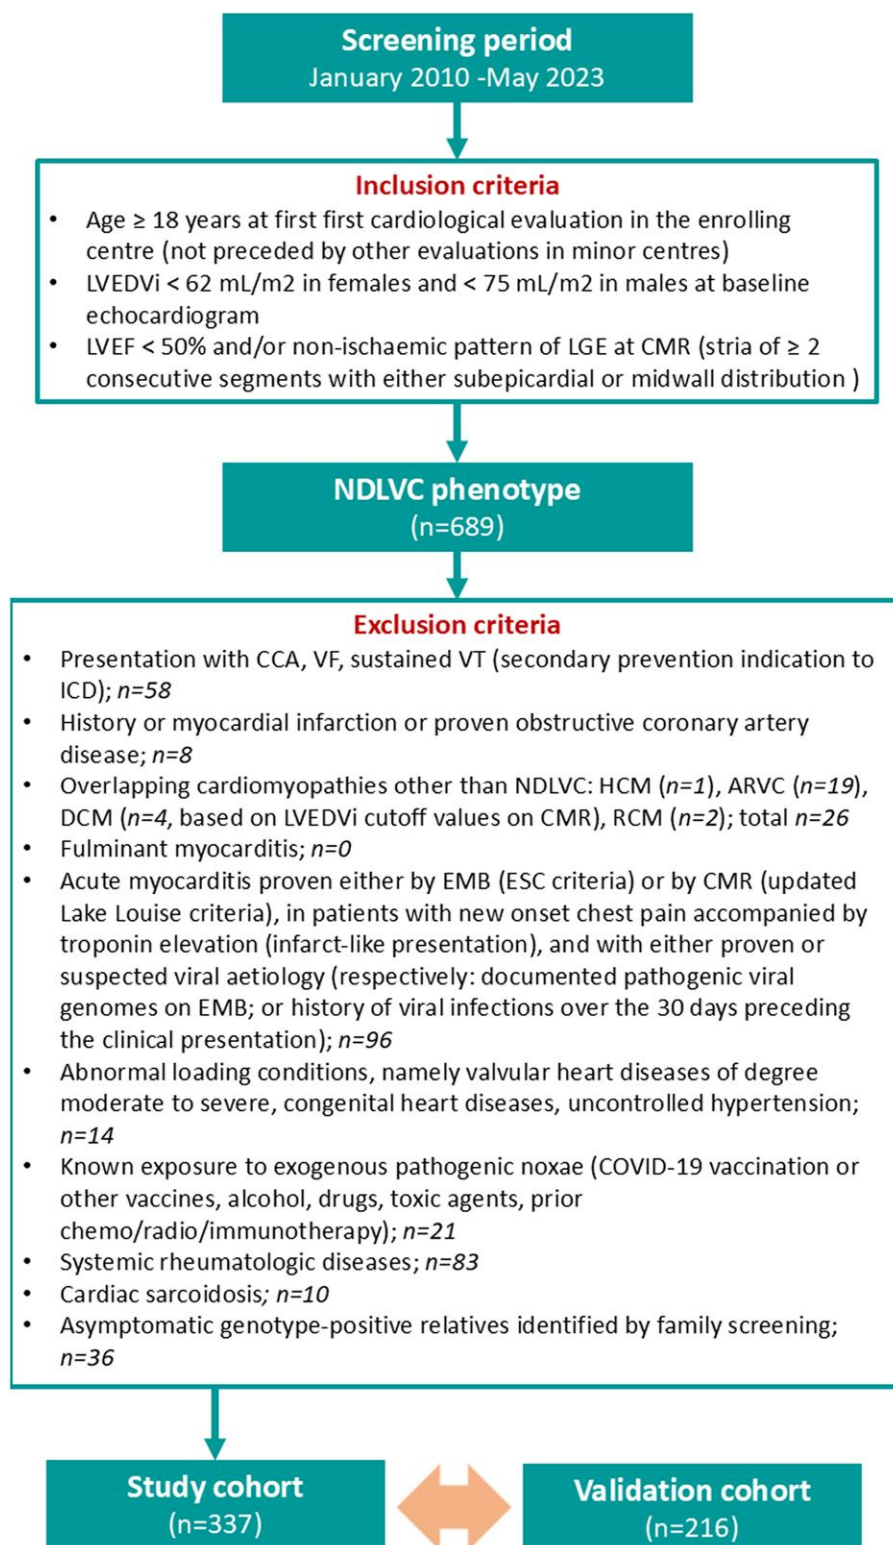 Screening period
January 2010 -May 2023
Inclusion criteria
• Age ≥ 18 years at first first cardiological evaluation in the enrolling
centre (not preceded by other evaluations in minor centres)
• LVEDVi < 62 mL/m2 in females and < 75 mL/m2 in males at baseline
echocardiogram
• LVEF < 50% and/or non-ischaemic pattern of LGE at CMR (stria of ≥ 2
consecutive segments with either subepicardial or midwall distribution )
NDLVC phenotype
(n=689)
Exclusion criteria
• Presentation with CCA, VF, sustained VT (secondary prevention indication to
ICD); n=58
• History or myocardial infarction or proven obstructive coronary artery
disease; n=8
• Overlapping cardiomyopathies other than NDLVC: HCM (n=1), ARVC (n=19),
DCM (n=4, based on LVEDVi cutoff values on CMR), RCM (n=2); total n=26
• Fulminant myocarditis; n=0
• Acute myocarditis proven either by EMB (ESC criteria) or by CMR (updated
Lake Louise criteria), in patients with new onset chest pain accompanied by
troponin elevation (infarct-like presentation), and with either proven or
suspected viral aetiology (respectively: documented pathogenic viral
genomes on EMB; or history of viral infections over the 30 days preceding
the clinical presentation); n=96
• Abnormal loading conditions, namely valvular heart diseases of degree
moderate to severe, congenital heart diseases, uncontrolled hypertension;
n=14
• Known exposure to exogenous pathogenic noxae (COVID-19 vaccination or
other vaccines, alcohol, drugs, toxic agents, prior
chemo/radio/immunotherapy); n=21
• Systemic rheumatologic diseases; n=83
• Cardiac sarcoidosis; n=10
• Asymptomatic genotype-positive relatives identified by family screening;
n=36
Study cohort
(n=337)
Validation cohort
(n=216)